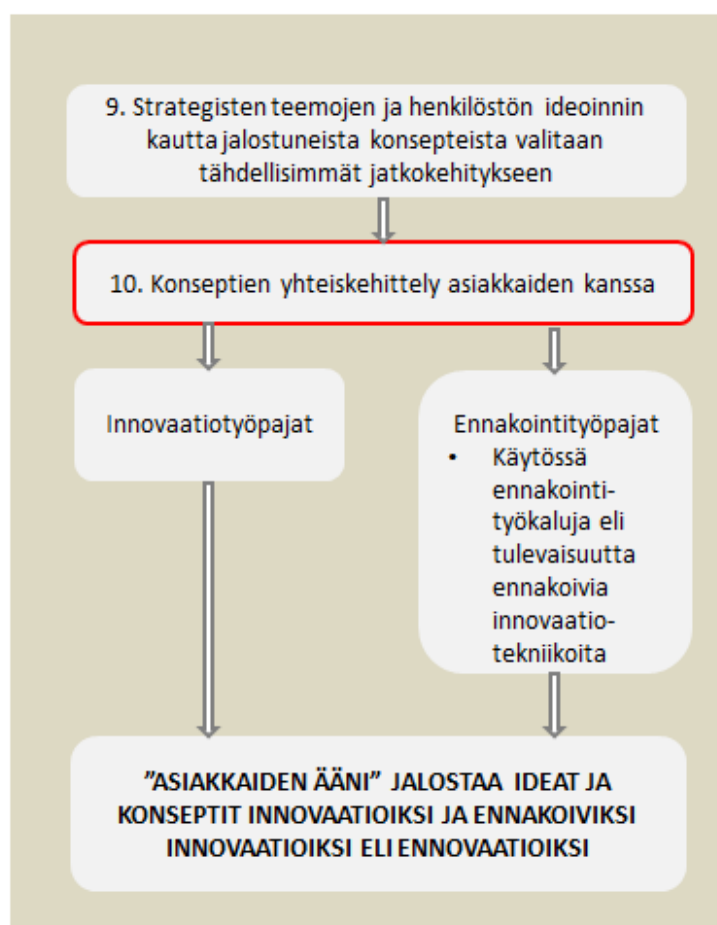 9. Strategisten teemojen ja henkilöstön ideoinnin
kautta jalostuneista konsepteista valitaan
tähdellisimmät jatkokehitykseen
10. Konseptien yhteiskehittely asiakkaiden kanssa
Innovaatiotyöpajat
Ennakointityöpajat
• Käytössä
ennakointi-
työkaluja eli
tulevaisuutta
ennakoivia
innovaatio-
tekniikoita
”ASIAKKAIDEN ÄÄNI” JALOSTAA IDEAT JA
KONSEPTIT INNOVAATIOIKSI JA ENNAKOIVIKSI
INNOVAATIOIKSI ELI ENNOVAATIOIKSI